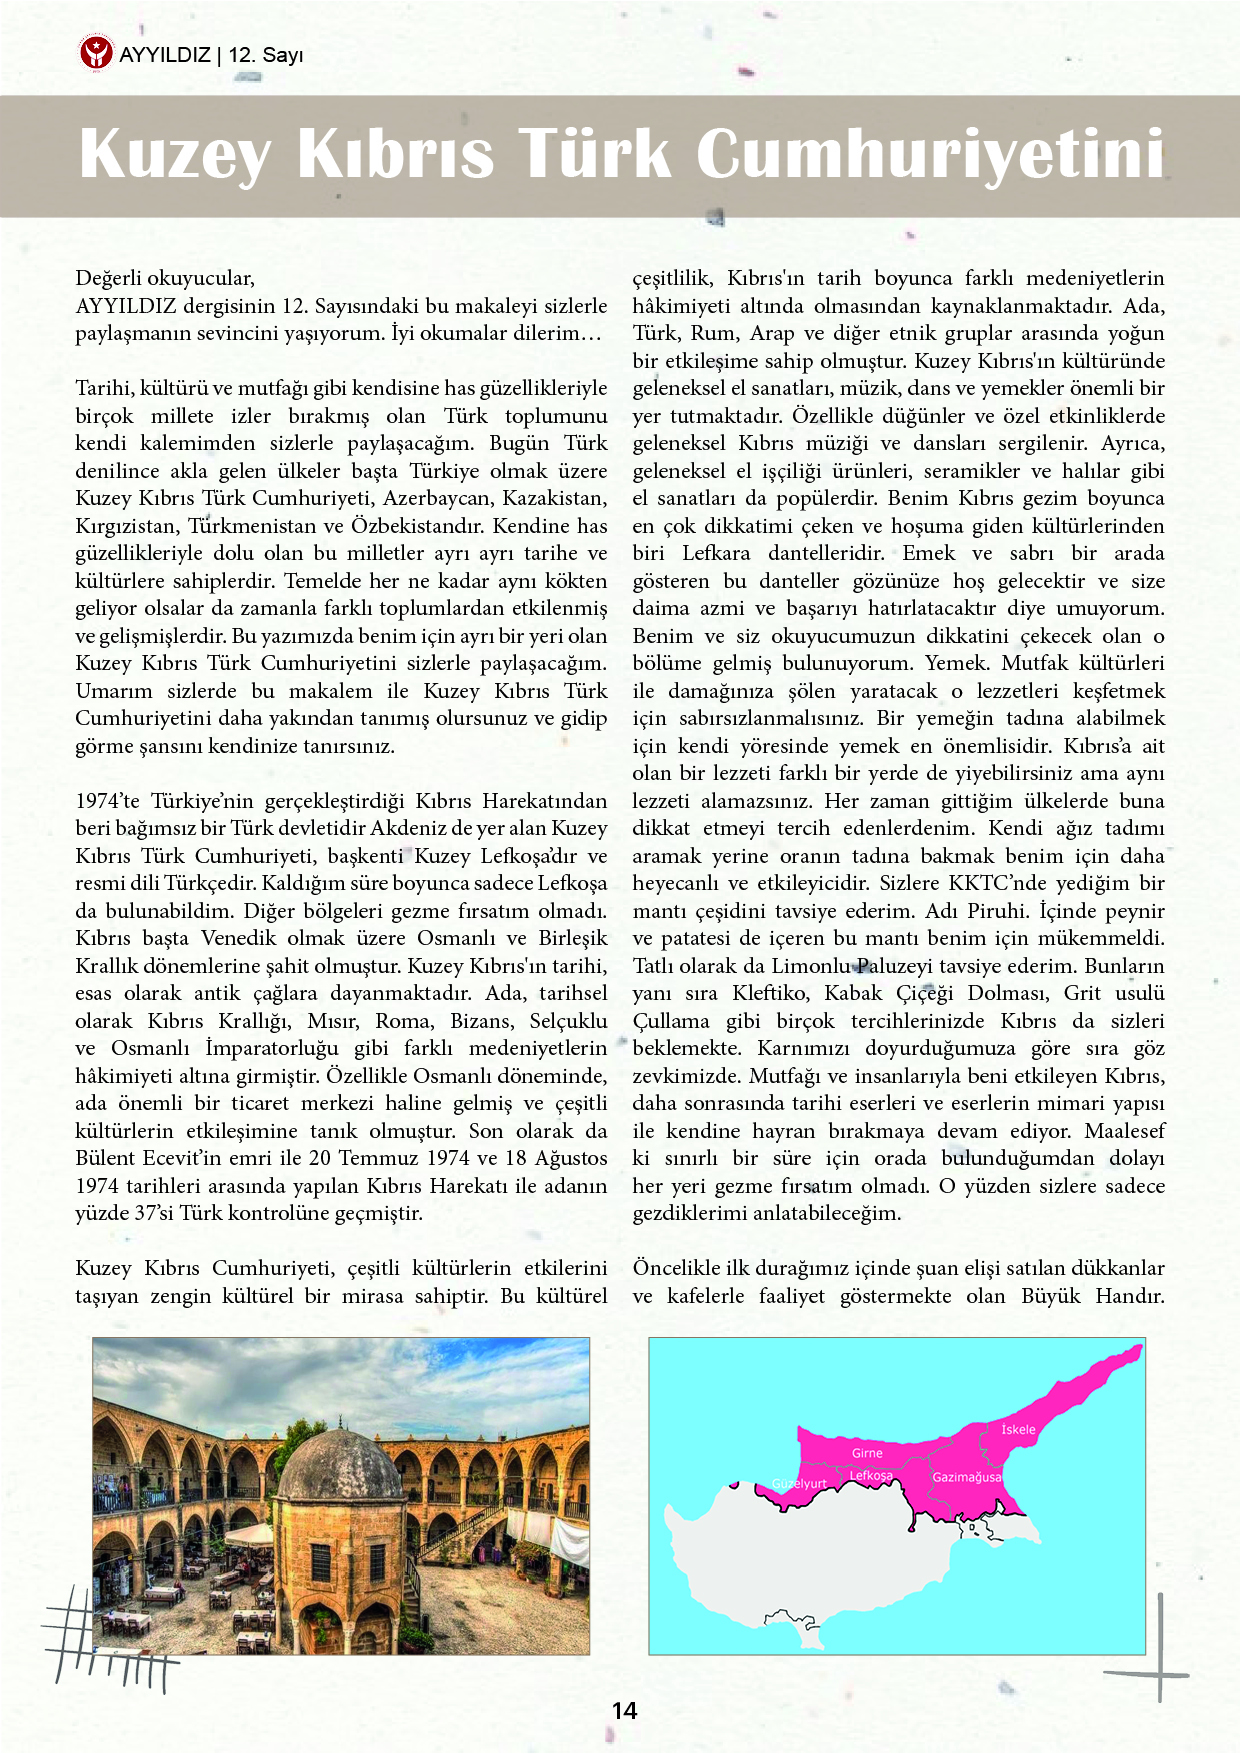 AYYILDIZ | 12. Sayı
Kuzey Kıbrıs Türk Cumhuriyetini
Değerli okuyucular,
AYYILDIZ dergisinin 12. Sayısındaki bu makaleyi sizlerle
paylaşmanın sevincini yaşıyorum. İyi okumalar dilerim…
Tarihi, kültürü ve mutfağı gibi kendisine has güzellikleriyle
birçok millete izler bırakmış olan Türk toplumunu
kendi kalemimden sizlerle paylaşacağım. Bugün Türk
denilince akla gelen ülkeler başta Türkiye olmak üzere
Kuzey Kıbrıs Türk Cumhuriyeti, Azerbaycan, Kazakistan,
Kırgızistan, Türkmenistan ve Özbekistandır. Kendine has
güzellikleriyle dolu olan bu milletler ayrı ayrı tarihe ve
kültürlere sahiplerdir. Temelde her ne kadar aynı kökten
geliyor olsalar da zamanla farklı toplumlardan etkilenmiş
ve gelişmişlerdir. Bu yazımızda benim için ayrı bir yeri olan
Kuzey Kıbrıs Türk Cumhuriyetini sizlerle paylaşacağım.
Umarım sizlerde bu makalem ile Kuzey Kıbrıs Türk
Cumhuriyetini daha yakından tanımış olursunuz ve gidip
görme şansını kendinize tanırsınız.
1974’te Türkiye’nin gerçekleştirdiği Kıbrıs Harekatından
beri bağımsız bir Türk devletidir Akdeniz de yer alan Kuzey
Kıbrıs Türk Cumhuriyeti, başkenti Kuzey Lefkoşa’dır ve
resmi dili Türkçedir. Kaldığım süre boyunca sadece Lefkoşa
da bulunabildim. Diğer bölgeleri gezme fırsatım olmadı.
Kıbrıs başta Venedik olmak üzere Osmanlı ve Birleşik
Krallık dönemlerine şahit olmuştur. Kuzey Kıbrıs'ın tarihi,
esas olarak antik çağlara dayanmaktadır. Ada, tarihsel
olarak Kıbrıs Krallığı, Mısır, Roma, Bizans, Selçuklu
ve Osmanlı İmparatorluğu gibi farklı medeniyetlerin
hâkimiyeti altına girmiştir. Özellikle Osmanlı döneminde,
ada önemli bir ticaret merkezi haline gelmiş ve çeşitli
kültürlerin etkileşimine tanık olmuştur. Son olarak da
Bülent Ecevit’in emri ile 20 Temmuz 1974 ve 18 Ağustos
1974 tarihleri arasında yapılan Kıbrıs Harekatı ile adanın
yüzde 37’si Türk kontrolüne geçmiştir.
Kuzey Kıbrıs Cumhuriyeti, çeşitli kültürlerin etkilerini
taşıyan zengin kültürel bir mirasa sahiptir. Bu kültürel
çeşitlilik, Kıbrıs'ın tarih boyunca farklı medeniyetlerin
hâkimiyeti altında olmasından kaynaklanmaktadır. Ada,
Türk, Rum, Arap ve diğer etnik gruplar arasında yoğun
bir etkileşime sahip olmuştur. Kuzey Kıbrıs'ın kültüründe
geleneksel el sanatları, müzik, dans ve yemekler önemli bir
yer tutmaktadır. Özellikle düğünler ve özel etkinliklerde
geleneksel Kıbrıs müziği ve dansları sergilenir. Ayrıca,
geleneksel el işçiliği ürünleri, seramikler ve halılar gibi
el sanatları da popülerdir. Benim Kıbrıs gezim boyunca
en çok dikkatimi çeken ve hoşuma giden kültürlerinden
biri Lefkara dantelleridir. Emek ve sabrı bir arada
gösteren bu danteller gözünüze hoş gelecektir ve size
daima azmi ve başarıyı hatırlatacaktır diye umuyorum.
Benim ve siz okuyucumuzun dikkatini çekecek olan o
bölüme gelmiş bulunuyorum. Yemek. Mutfak kültürleri
ile damağınıza şölen yaratacak o lezzetleri keşfetmek
için sabırsızlanmalısınız. Bir yemeğin tadına alabilmek
için kendi yöresinde yemek en önemlisidir. Kıbrıs’a ait
olan bir lezzeti farklı bir yerde de yiyebilirsiniz ama aynı
lezzeti alamazsınız. Her zaman gittiğim ülkelerde buna
dikkat etmeyi tercih edenlerdenim. Kendi ağız tadımı
aramak yerine oranın tadına bakmak benim için daha
heyecanlı ve etkileyicidir. Sizlere KKTC’nde yediğim bir
mantı çeşidini tavsiye ederim. Adı Piruhi. İçinde peynir
ve patatesi de içeren bu mantı benim için mükemmeldi.
Tatlı olarak da Limonlu Paluzeyi tavsiye ederim. Bunların
yanı sıra Kleftiko, Kabak Çiçeği Dolması, Grit usulü
Çullama gibi birçok tercihlerinizde Kıbrıs da sizleri
beklemekte. Karnımızı doyurduğumuza göre sıra göz
zevkimizde. Mutfağı ve insanlarıyla beni etkileyen Kıbrıs,
daha sonrasında tarihi eserleri ve eserlerin mimari yapısı
ile kendine hayran bırakmaya devam ediyor. Maalesef
ki sınırlı bir süre için orada bulunduğumdan dolayı
her yeri gezme fırsatım olmadı. O yüzden sizlere sadece
gezdiklerimi anlatabileceğim.
Öncelikle ilk durağımız içinde şuan elişi satılan dükkanlar
ve kafelerle faaliyet göstermekte olan Büyük Handır.
İskele
Girne
Lefkoşa
Gazimağusa
Güzelyurt
14